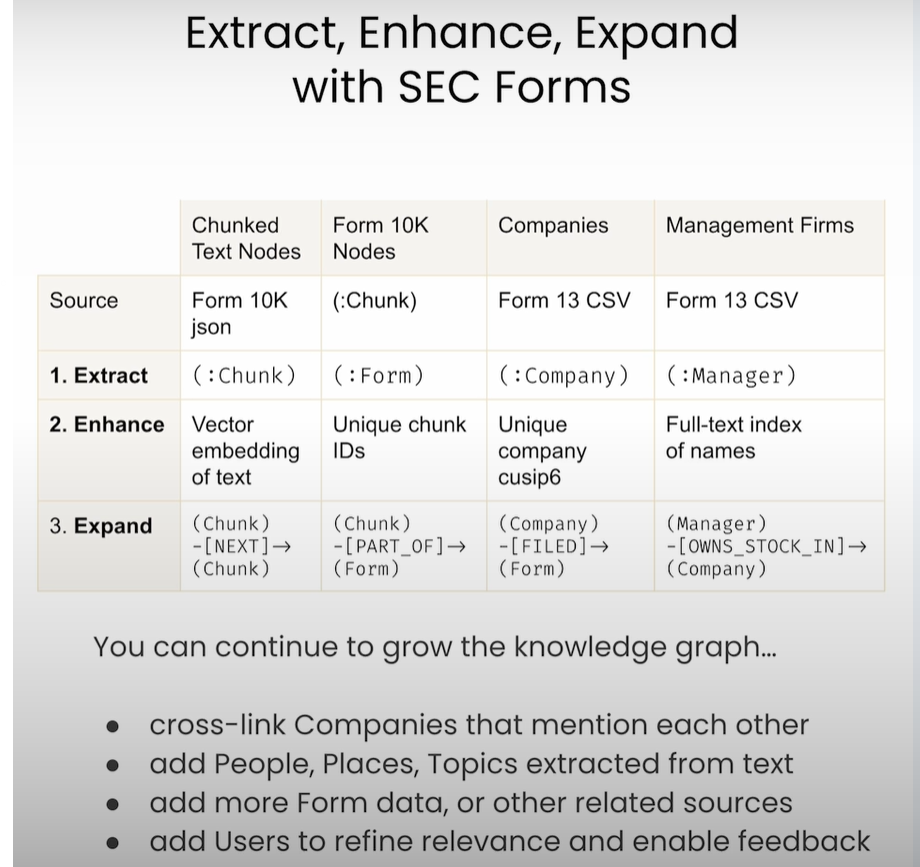 Extract, Enhance, Expand
with SEC Forms
Chunked
Text Nodes
Form 10K
Nodes
Companies
Management Firms
Source
Form 10K
json
(:Chunk)
Form 13 CSV
Form 13 CSV
1. Extract
(:Chunk)
(:Form)
(:Company)
(:Manager)
2. Enhance
Vector
embedding
of text
Unique chunk
IDs
Unique
company
cusip6
Full-text index
of names
3. Expand
(Chunk)
-[NEXT]→
(Chunk)
(Chunk)
-[PART_OF]→
(Form)
(Company)
-[FILED]→
(Form)
(Manager)
-[OWNS_STOCK_IN]→
(Company)
You can continue to grow the knowledge graph...
● cross-link Companies that mention each other
● add People, Places, Topics extracted from text
● add more Form data, or other related sources
● add Users to refine relevance and enable feedback